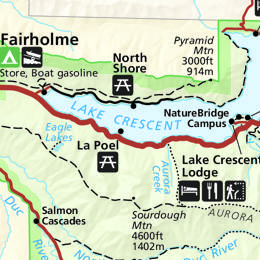 Pyramid
Mtn
3000ft
914m
Fairholme
North
Shore
Store, Boat gasoline
LAKE CRESCENT
NatureBridge
Campus
Eagle
Lakes
La Poel
Aurora
Creek
Lake Crescent
Lodge
AURORA
Salmon
Cascades
Sourdough
Mtn
4600ft
1402m
Duc
River
Duc River